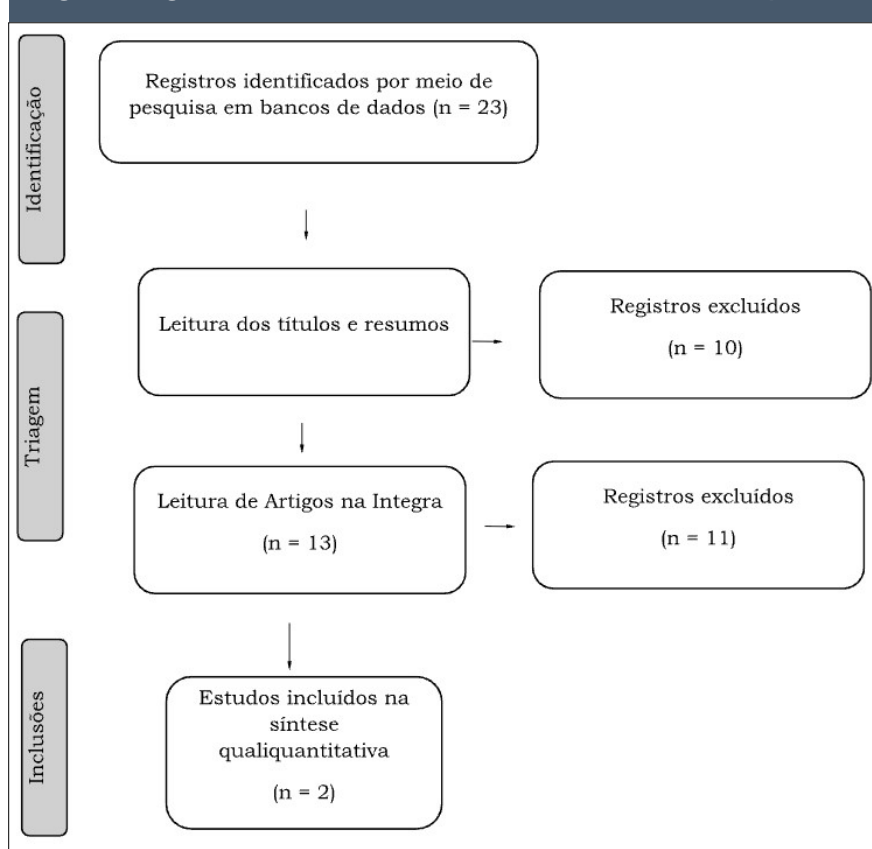 Identificação
Registros identificados por meio de
pesquisa em bancos de dados (n = 23)
Triagem
Leitura dos títulos e resumos
Registros excluídos
(n = 10)
Leitura de Artigos na Integra
(n = 13)
Registros excluídos
(n = 11)
Inclusões
Estudos incluídos na
síntese
qualiquantitativa
(n = 2)